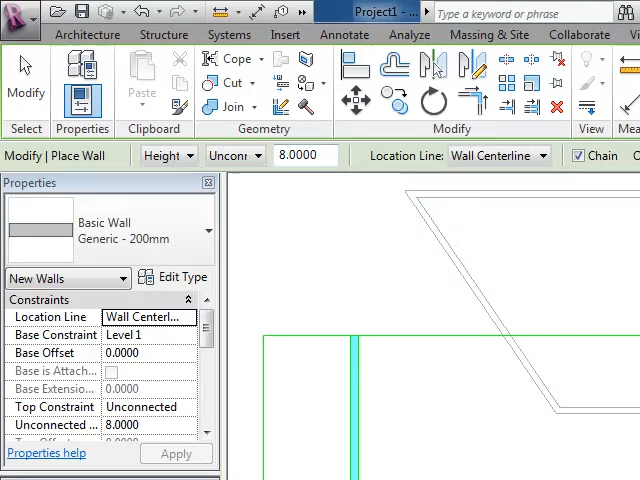 Project1 - ...
Type a keyword or phrase
Architecture Structure Systems Insert Annotate Analyze Massing & Site Collaborate
Modify
Properties
Paste
Cope
Cut
Join
Select Properties Clipboard Geometry Modify View
Modify | Place Wall Height Uncon 8.0000 Location Line: Wall Centerline Chain
Properties
Basic Wall
Generic - 200mm
New Walls Edit Type
Constraints
Location Line Wall Centerl...
Base Constraint Level 1
Base Offset 0.0000
Base is Attach...
Base Extensio... 0.0000
Top Constraint Unconnected
Unconnected ... 8.0000
Properties help Apply